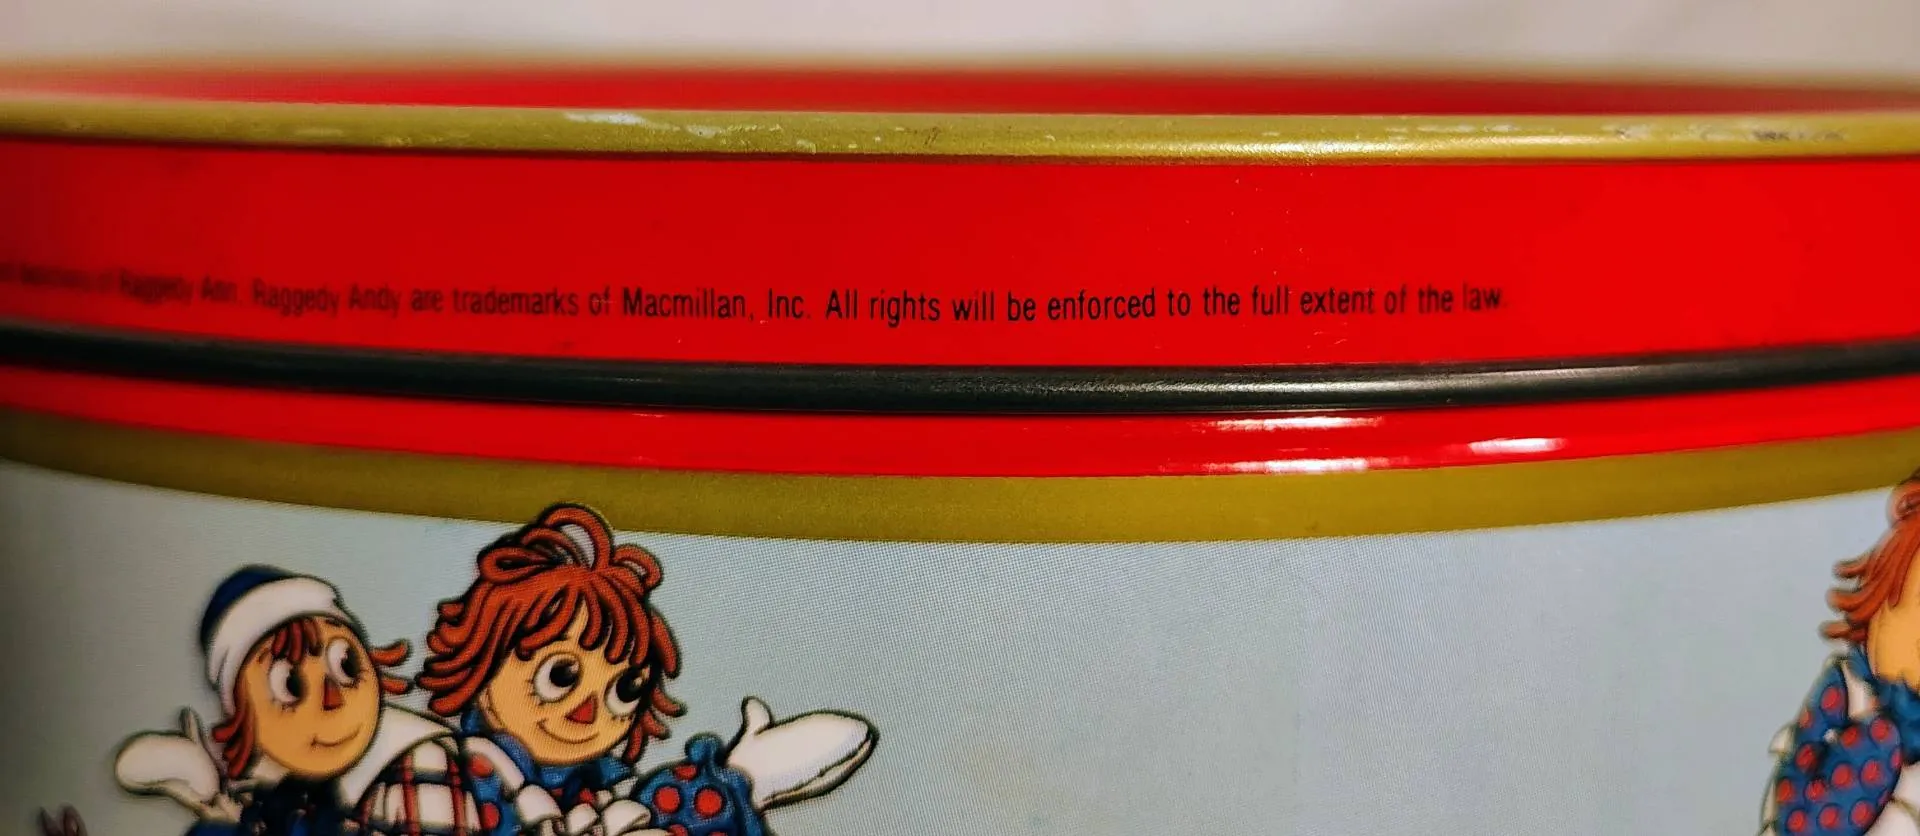 of Raggedy Ann, Raggedy Andy are trademarks of Macmillan, Inc. All rights will be enforced to the full extent of the law.